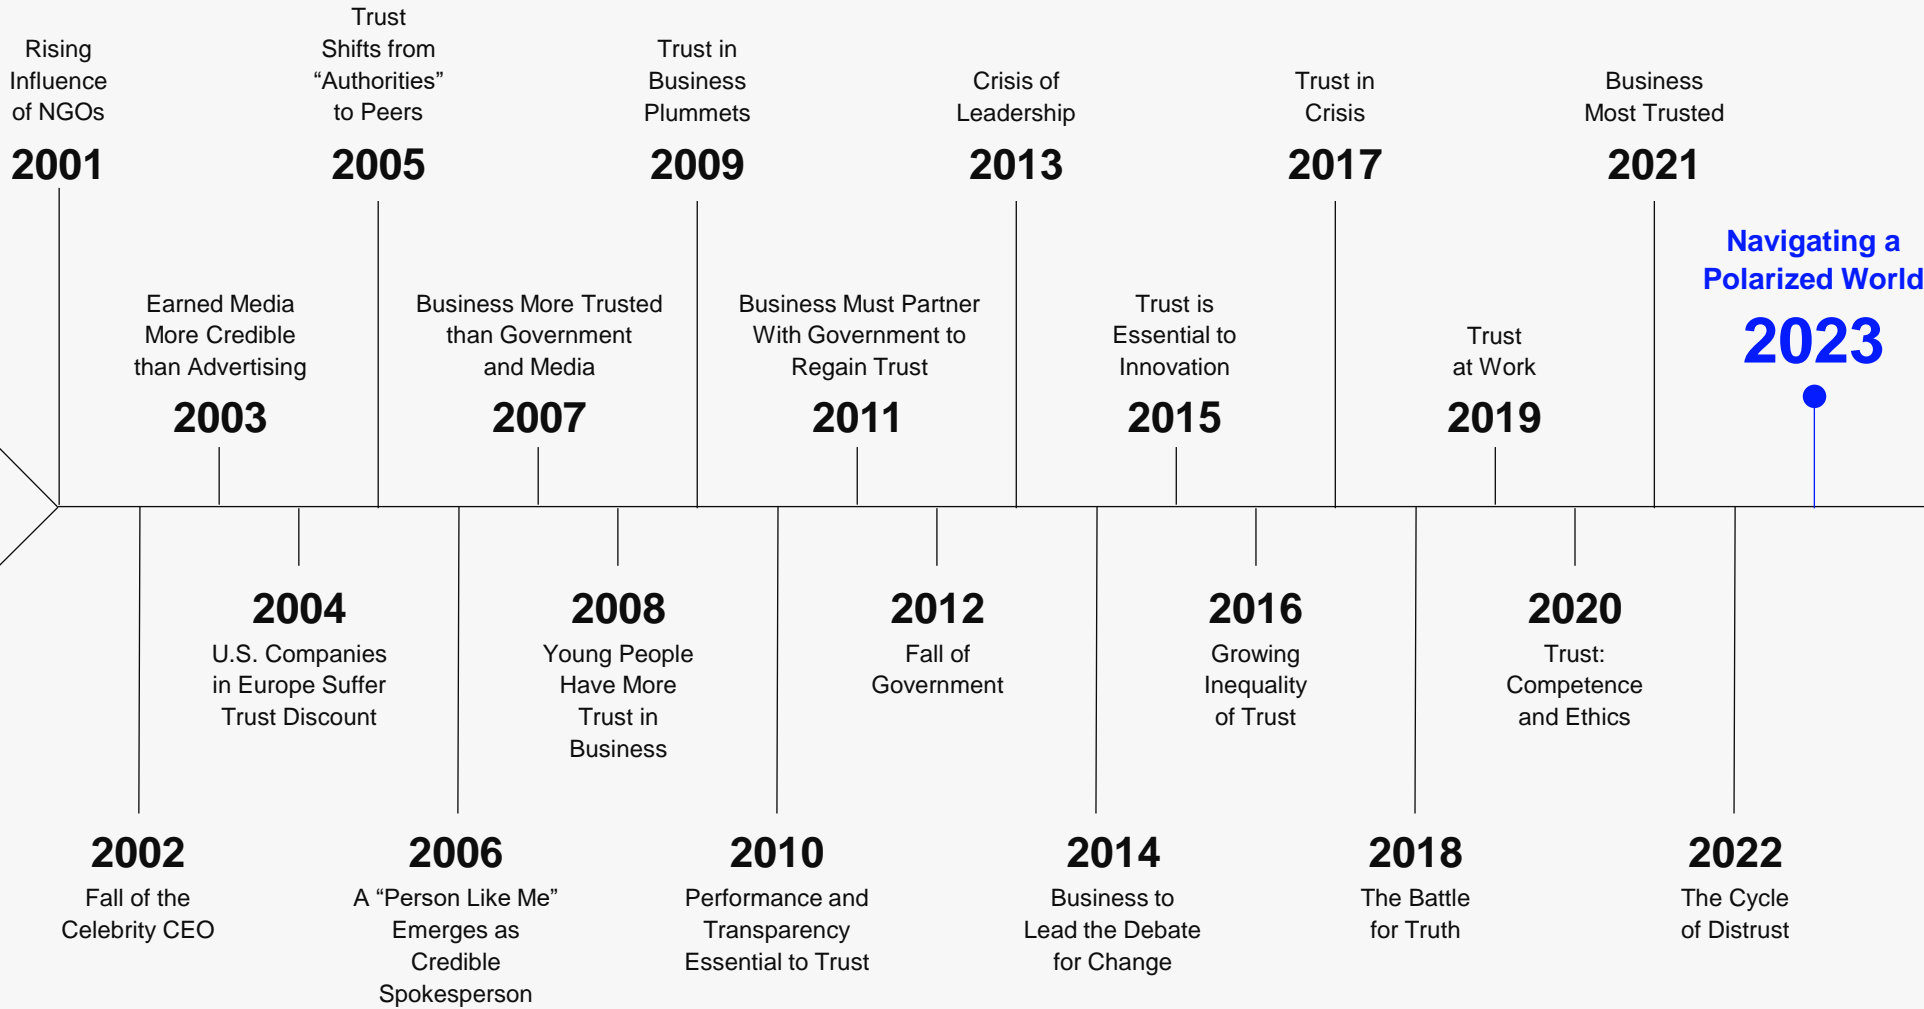 Rising
Influence
of NGOs
2001
Trust
Shifts from
“Authorities”
to Peers
2005
Trust in
Business
Plummets
2009
Crisis of
Leadership
2013
Trust in
Crisis
2017
Business
Most Trusted
2021
Earned Media
More Credible
than Advertising
2003
Business More Trusted
than Government
and Media
2007
Business Must Partner
With Government to
Regain Trust
2011
Trust is
Essential to
Innovation
2015
Trust
at Work
2019
Navigating a
Polarized World
2023
2004
U.S. Companies
in Europe Suffer
Trust Discount
2008
Young People
Have More
Trust in
Business
2012
Fall of
Government
2016
Growing
Inequality
of Trust
2020
Trust:
Competence
and Ethics
2002
Fall of the
Celebrity CEO
2006
A “Person Like Me”
Emerges as
Credible
Spokesperson
2010
Performance and
Transparency
Essential to Trust
2014
Business to
Lead the Debate
for Change
2018
The Battle
for Truth
2022
The Cycle
of Distrust